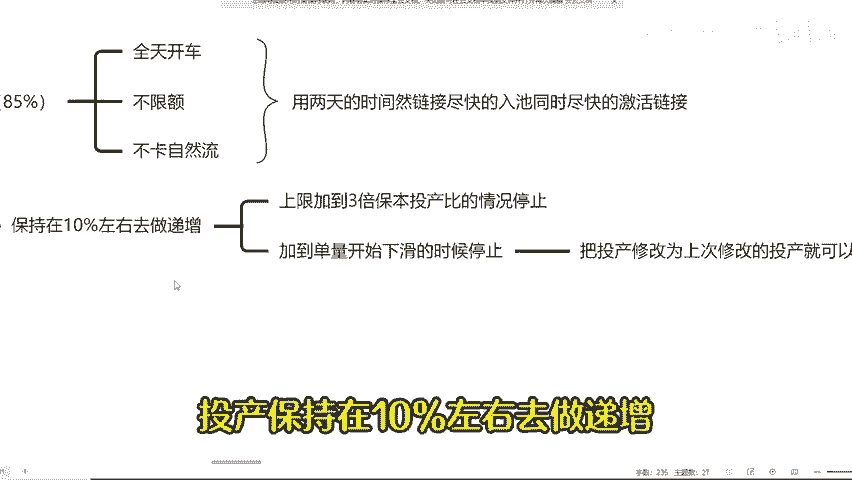 全天开车
85%）
不限额
用两天的时间然链接尽快的入池同时尽快的激活链接
不卡自然流
上限加到3倍保本投产比的情况停止
保持在10%左右去做递增
加到单量开始下滑的时候停止
把投产修改为上次修改的投产就可以
投产保持在10%左右去做递增
字数：235 主题数：27